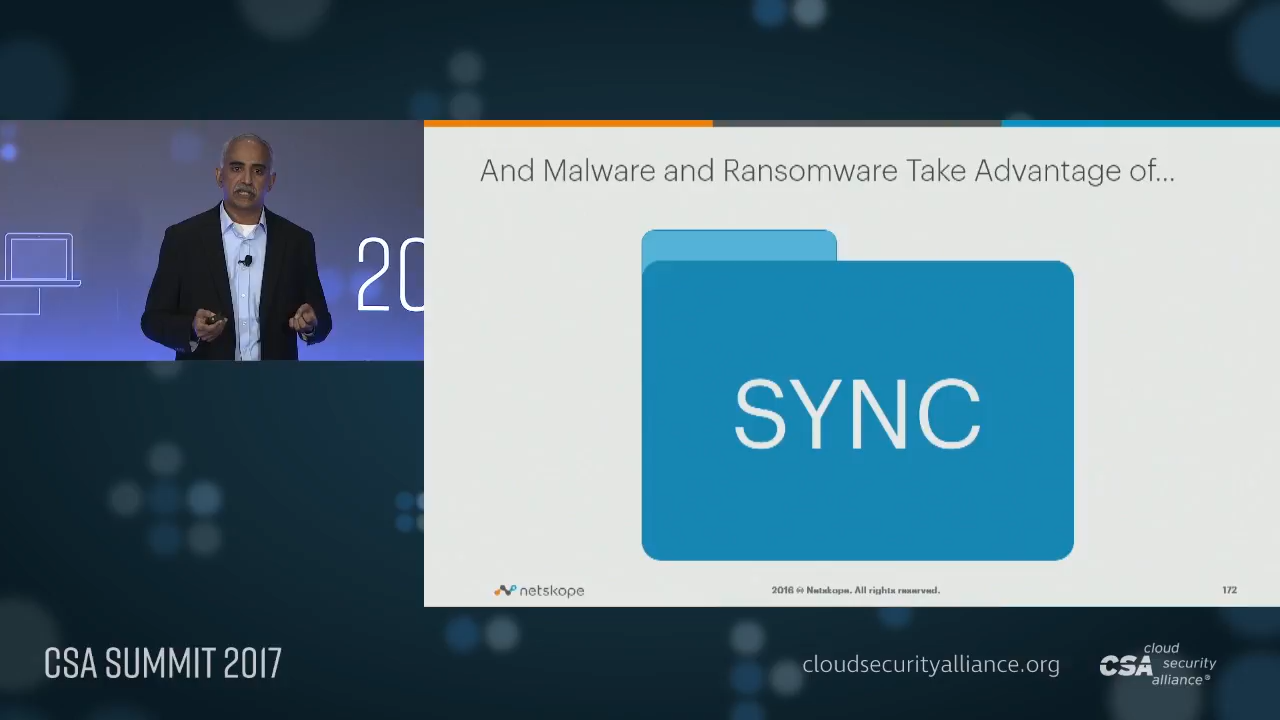 And Malware and Ransomware Take Advantage of...
20
SYNC
netskope
2016 © Netskope. All rights reserved.
172
CSA SUMMIT 2017
cloudsecurityalliance.org
CSA cloud security alliance®